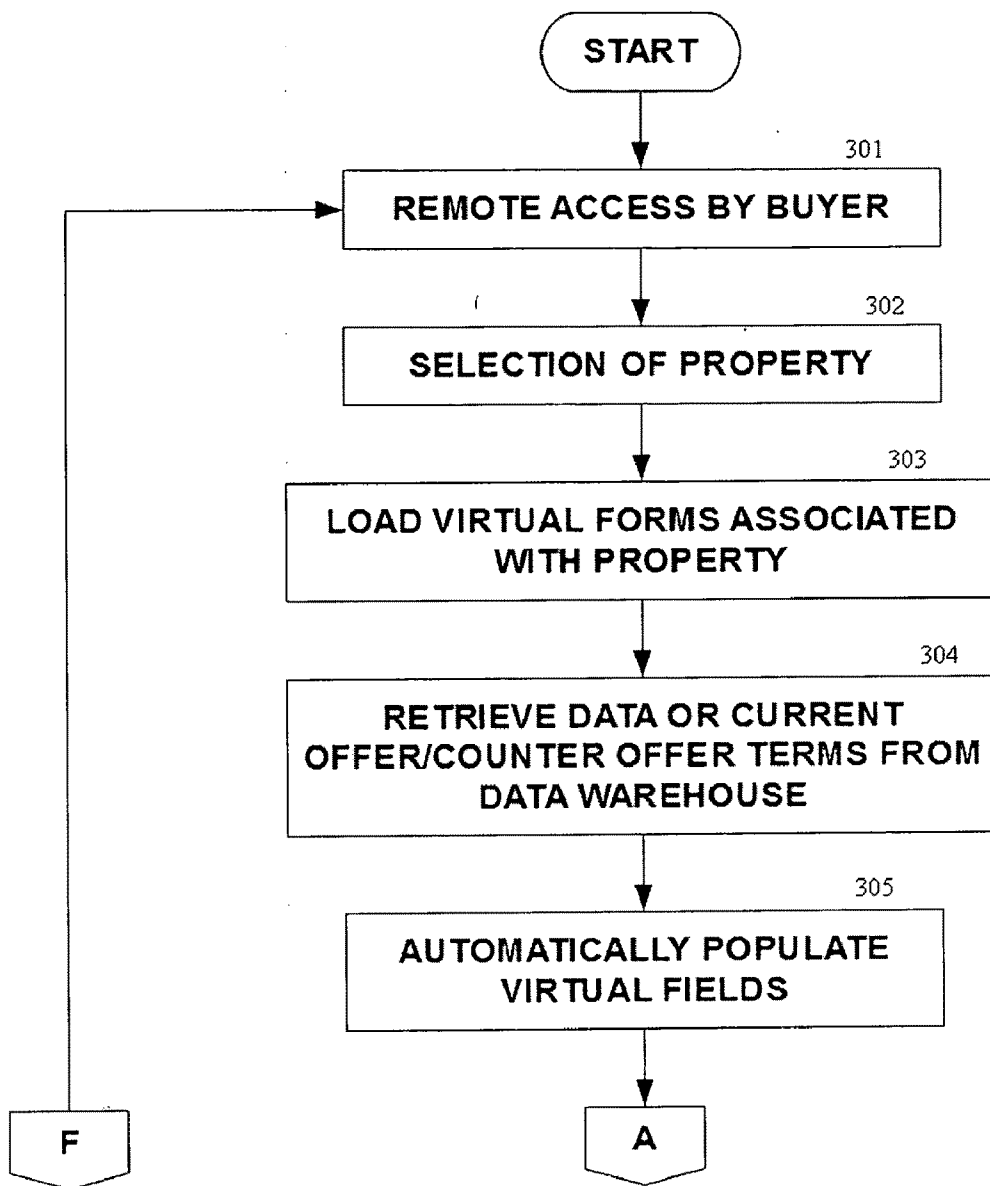 START
301
REMOTE ACCESS BY BUYER
302
SELECTION OF PROPERTY
303
LOAD VIRTUAL FORMS ASSOCIATED
WITH PROPERTY
304
RETRIEVE DATA OR CURRENT
OFFER/COUNTER OFFER TERMS FROM
DATA WAREHOUSE
305
AUTOMATICALLY POPULATE
VIRTUAL FIELDS
F
A